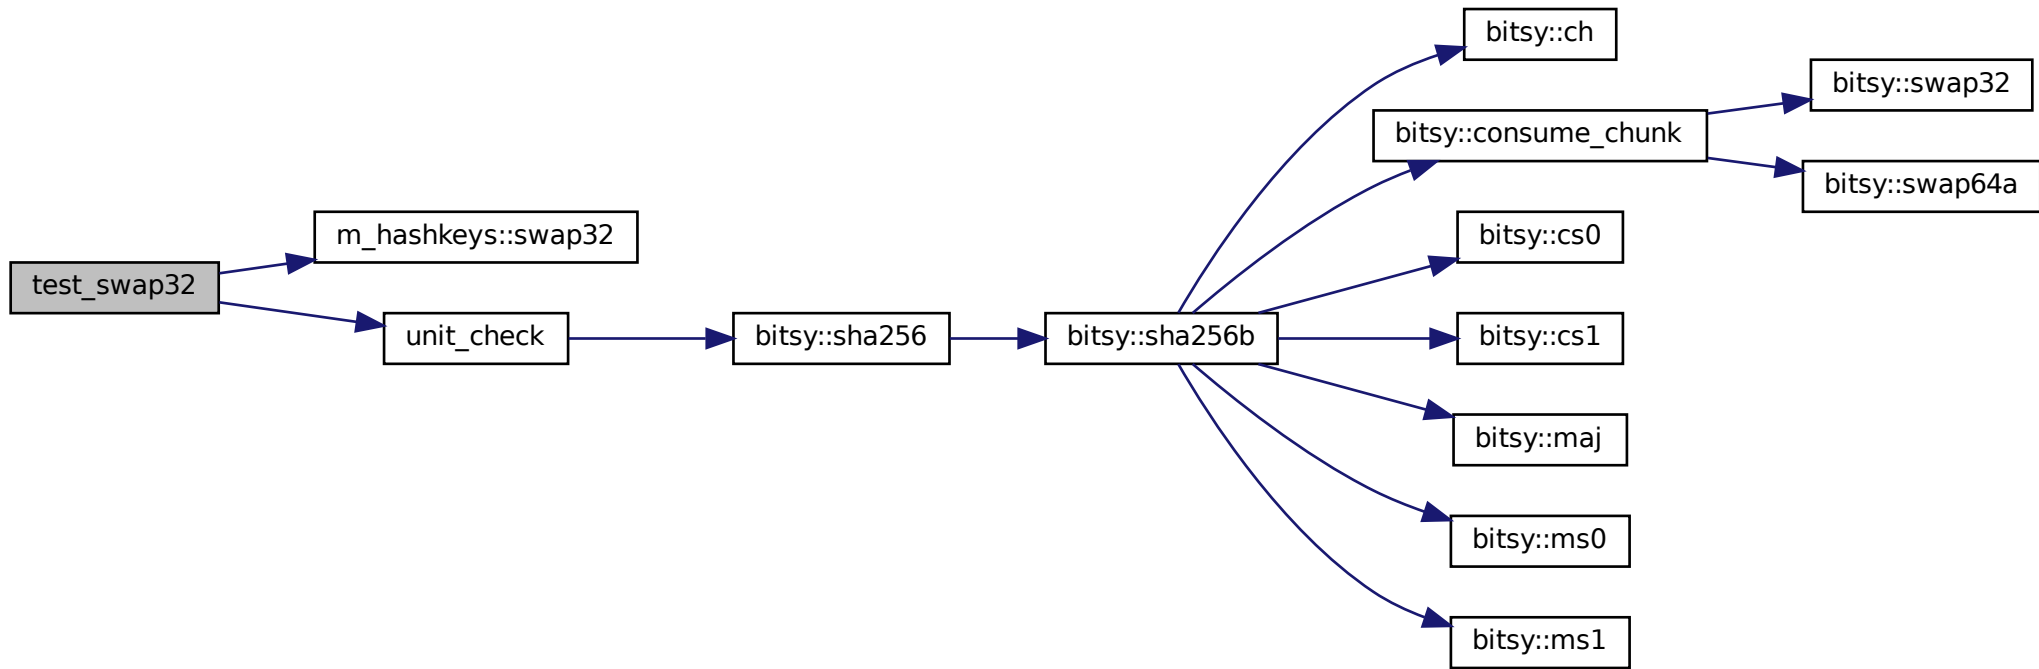 bitsy::ch
bitsy::swap32
bitsy::consume_chunk
bitsy::swap64a
m_hashkeys::swap32
bitsy::cs0
test_swap32
unit_check
bitsy::sha256
bitsy::sha256b
bitsy::cs1
bitsy::maj
bitsy::ms0
bitsy::ms1